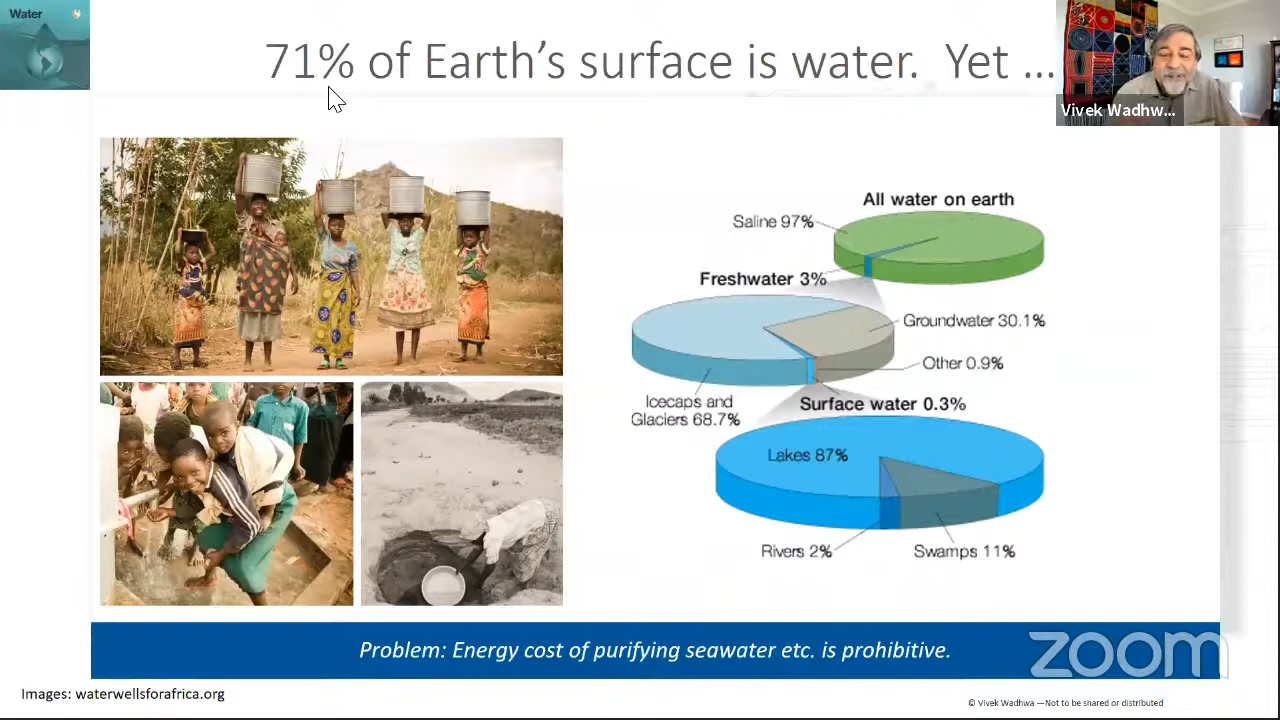 Water
71% of Earth's surface is water. Yet ...
Vivek Wadhw...
All water on earth
Saline 97%
Freshwater 3%
Groundwater 30.1%
Other 0.9%
Icecaps and
Glaciers 68.7%
Surface water 0.3%
Lakes 87%
Rivers 2%
Swamps 11%
Problem: Energy cost of purifying seawater etc. is prohibitive.
zoom
Images: waterwellsforafrica.org
© Vivek Wadhwa —Not to be shared or distributed